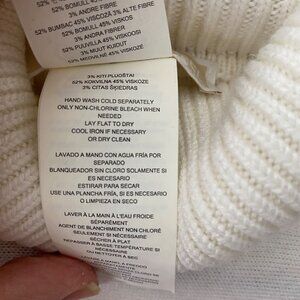 52% BOMULL 45% VISKOS
3% ANDRE FIBRE
52% BUMBAC 45% VISCOZĂ 3% ALTE FIBRE
52% BOMULL 45% VISKOS
3% ANDRA FIBRER
52% PUUVILLA 45% VISKOOSI
3% MUUT KUIDUT
3% KITI PLUOŠTAI
52% KOKVILNA 45% VISKOZE
3% CITAS ŠĶIEDRAS
HAND WASH COLD SEPARATELY
ONLY NON-CHLORINE BLEACH WHEN
NEEDED
LAY FLAT TO DRY
COOL IRON IF NECESSARY
OR DRY CLEAN
LAVADO A MANO CON AGUA FRÍA POR
SEPARADO
BLANQUEADOR SIN CLORO SOLAMENTE SI
ES NECESARIO
ESTIRAR PARA SECAR
USE UNA PLANCHA FRÍA, SI ES NECESARIO
O LIMPIEZA EN SECO
LAVER À LA MAIN À L'EAU FROIDE
SÉPARÉMENT
AGENT DE BLANCHIMENT NON CHLORÉ
SEULEMENT SI NÉCESSAIRE
SÉCHER À PLAT
REPASSER À BASSE TEMPÉRATURE SI
NÉCESSAIRE
OU NETTOYER À SEC